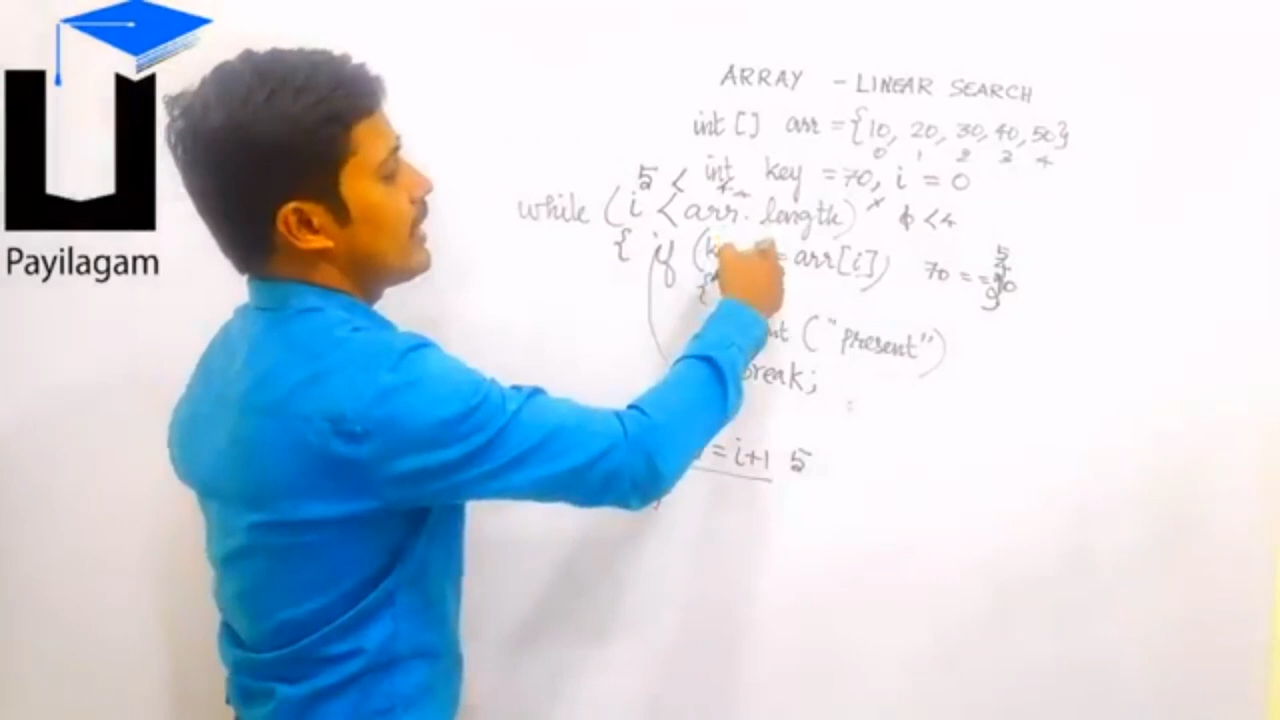 Payilagam
ARRAY - LINEAR SEARCH
int [] arr = {10, 20, 30, 40, 50}
0 1 2 3 4
5 < int key = 70, i = 0
while (i < arr.length)
{ if ( = arr[i]) 70 ==
{
("present")
break;
= i+1 5